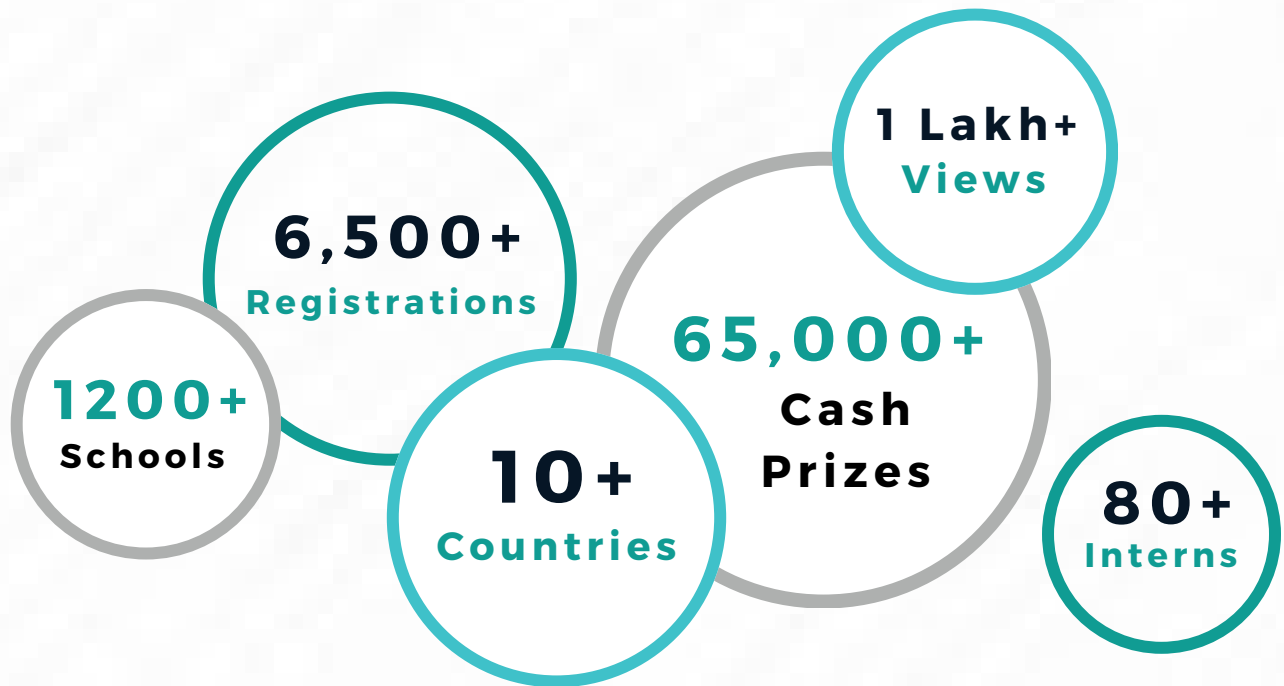 1 Lakh+
Views
6,500+
Registrations
65,000+
Cash
Prizes
1200+
Schools
10+
Countries
80+
Interns